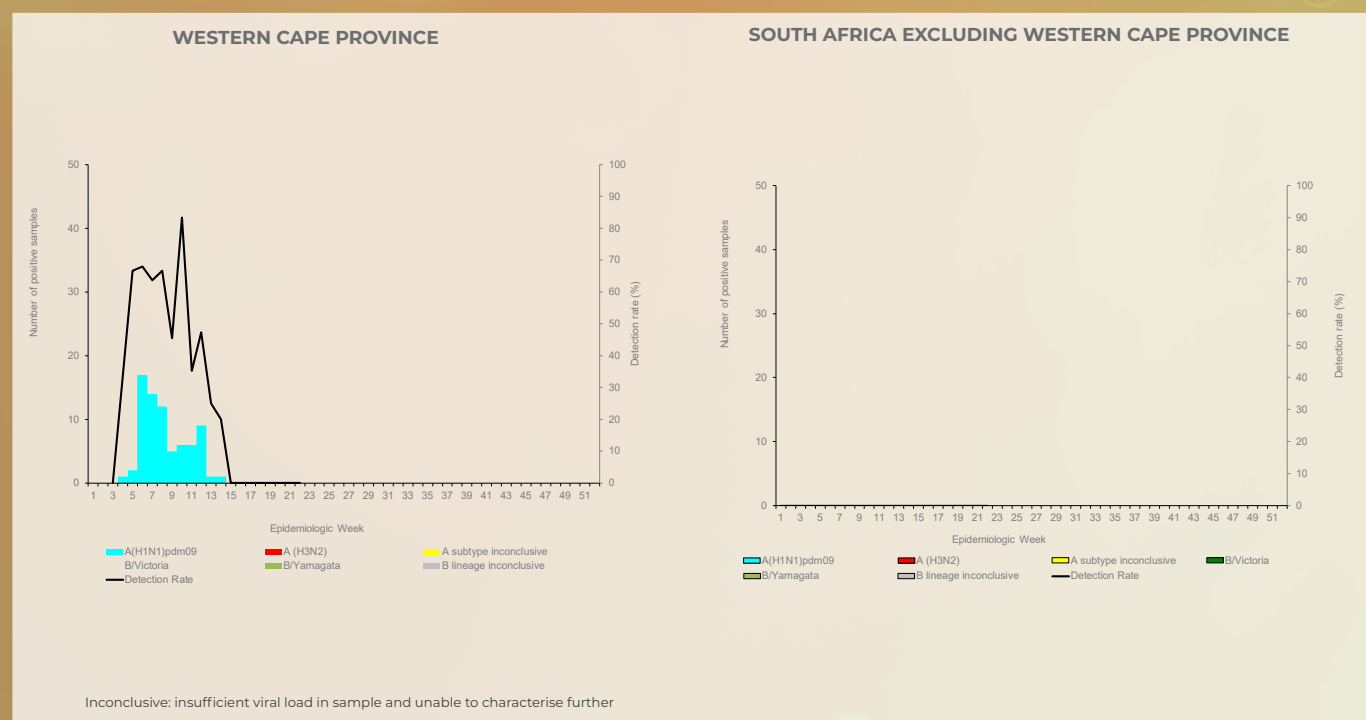 WESTERN CAPE PROVINCE
50
40
30
20
10
0
Number of positive samples
100
90
80
70
60
50
40
30
20
10
0
Detection rate (%)
1 3 5 7 9 11 13 15 17 19 21 23 25 27 29 31 33 35 37 39 41 43 45 47 49 51
Epidemiologic Week
A(H1N1)pdm09 A (H3N2) A subtype inconclusive
B/Victoria B/Yamagata B lineage inconclusive
Detection Rate
Inconclusive: insufficient viral load in sample and unable to characterise further
SOUTH AFRICA EXCLUDING WESTERN CAPE PROVINCE
50
40
30
20
10
0
Number of positive samples
100
90
80
70
60
50
40
30
20
10
0
Detection rate (%)
1 3 5 7 9 11 13 15 17 19 21 23 25 27 29 31 33 35 37 39 41 43 45 47 49 51
Epidemiologic Week
A(H1N1)pdm09 A (H3N2) A subtype inconclusive B/Victoria
B/Yamagata B lineage inconclusive Detection Rate